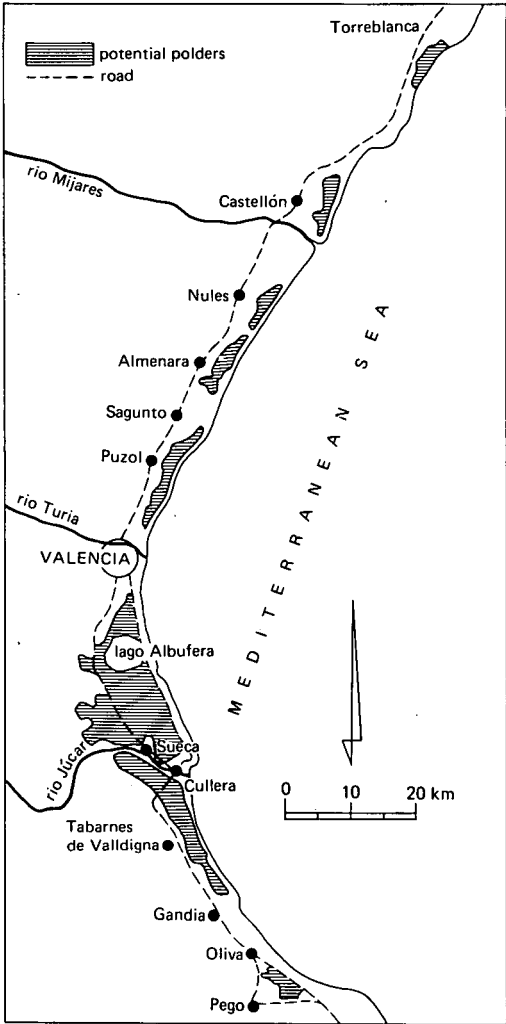 Torreblanca
potential polders
road
rio Mijares
Castellón
Nules
Almenara
Sagunto
Puzol
rio Turia
VALENCIA
MEDITERRANEAN SEA
lago Albufera
Sueca
rio Júcar
Cullera
0 10 20 km
Tabarnes
de Valldigna
Gandia
Oliva
Pego